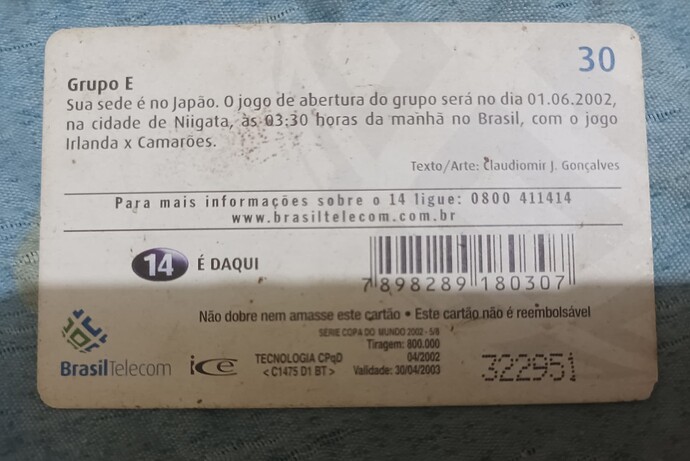 30
Grupo E
Sua sede é no Japão. O jogo de abertura do grupo será no dia 01.06.2002,
na cidade de Niigata, às 03:30 horas da manhã no Brasil, com o jogo
Irlanda x Camarões.
Texto/Arte: Claudiomir J. Gonçalves
Para mais informações sobre o 14 ligue: 0800 411414
www.brasiltelecom.com.br
14 É DAQUI
7 898289 180307
Não dobre nem amasse este cartão • Este cartão não é reembolsável
SÉRIE COPA DO MUNDO 2002 - 5/8
Tiragem: 800.000
BrasilTelecom
ice
TECNOLOGIA CPqD
< C1475 D1 BT >
04/2002
Validade: 30/04/2003
322951